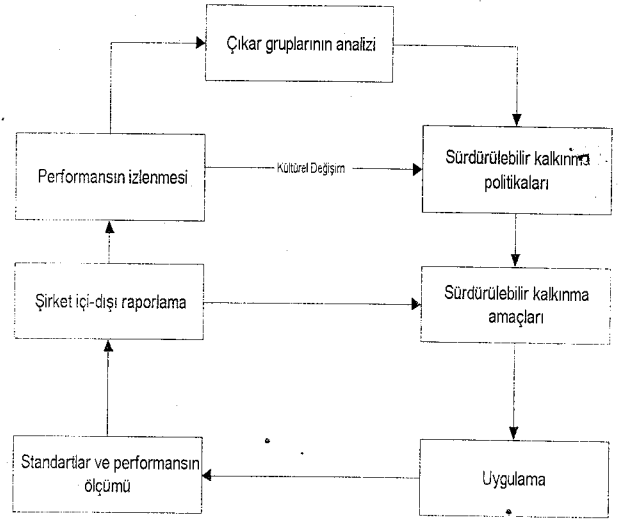 Çıkar gruplarının analizi
Performansın izlenmesi
Kültürel Değişim
Sürdürülebilir kalkınma
politikaları
Şirket içi-dışı raporlama
Sürdürülebilir kalkınma
amaçları
Standartlar ve performansın
ölçümü
Uygulama